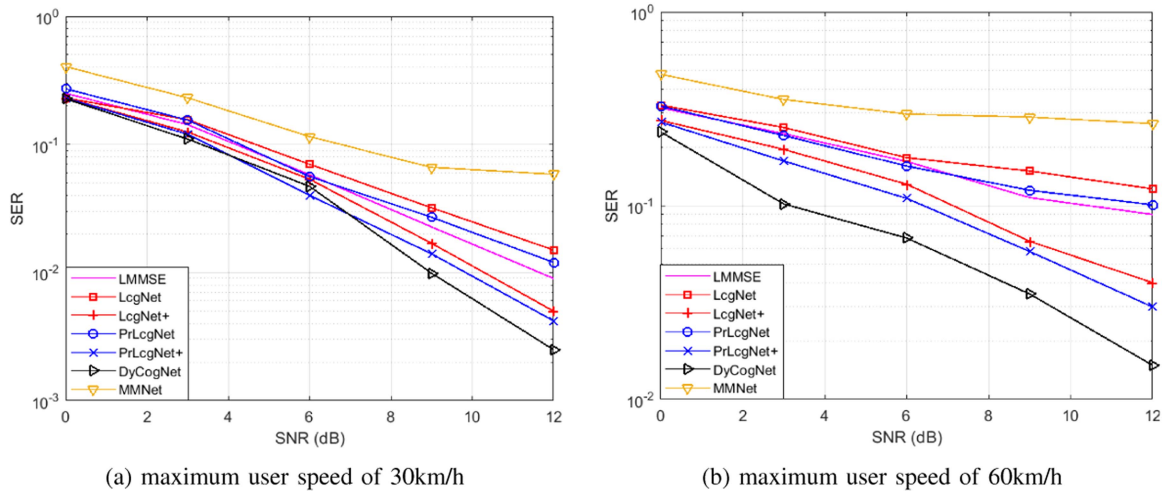 10^0
10^-1
10^-2
10^-3
SER
0 2 4 6 8 10 12
SNR (dB)
LMMSE
LcgNet
LcgNet+
PrLcgNet
PrLcgNet+
DyCogNet
MMNet
(a) maximum user speed of 30km/h
10^0
10^-1
10^-2
SER
0 2 4 6 8 10 12
SNR (dB)
LMMSE
LcgNet
LcgNet+
PrLcgNet
PrLcgNet+
DyCogNet
MMNet
(b) maximum user speed of 60km/h